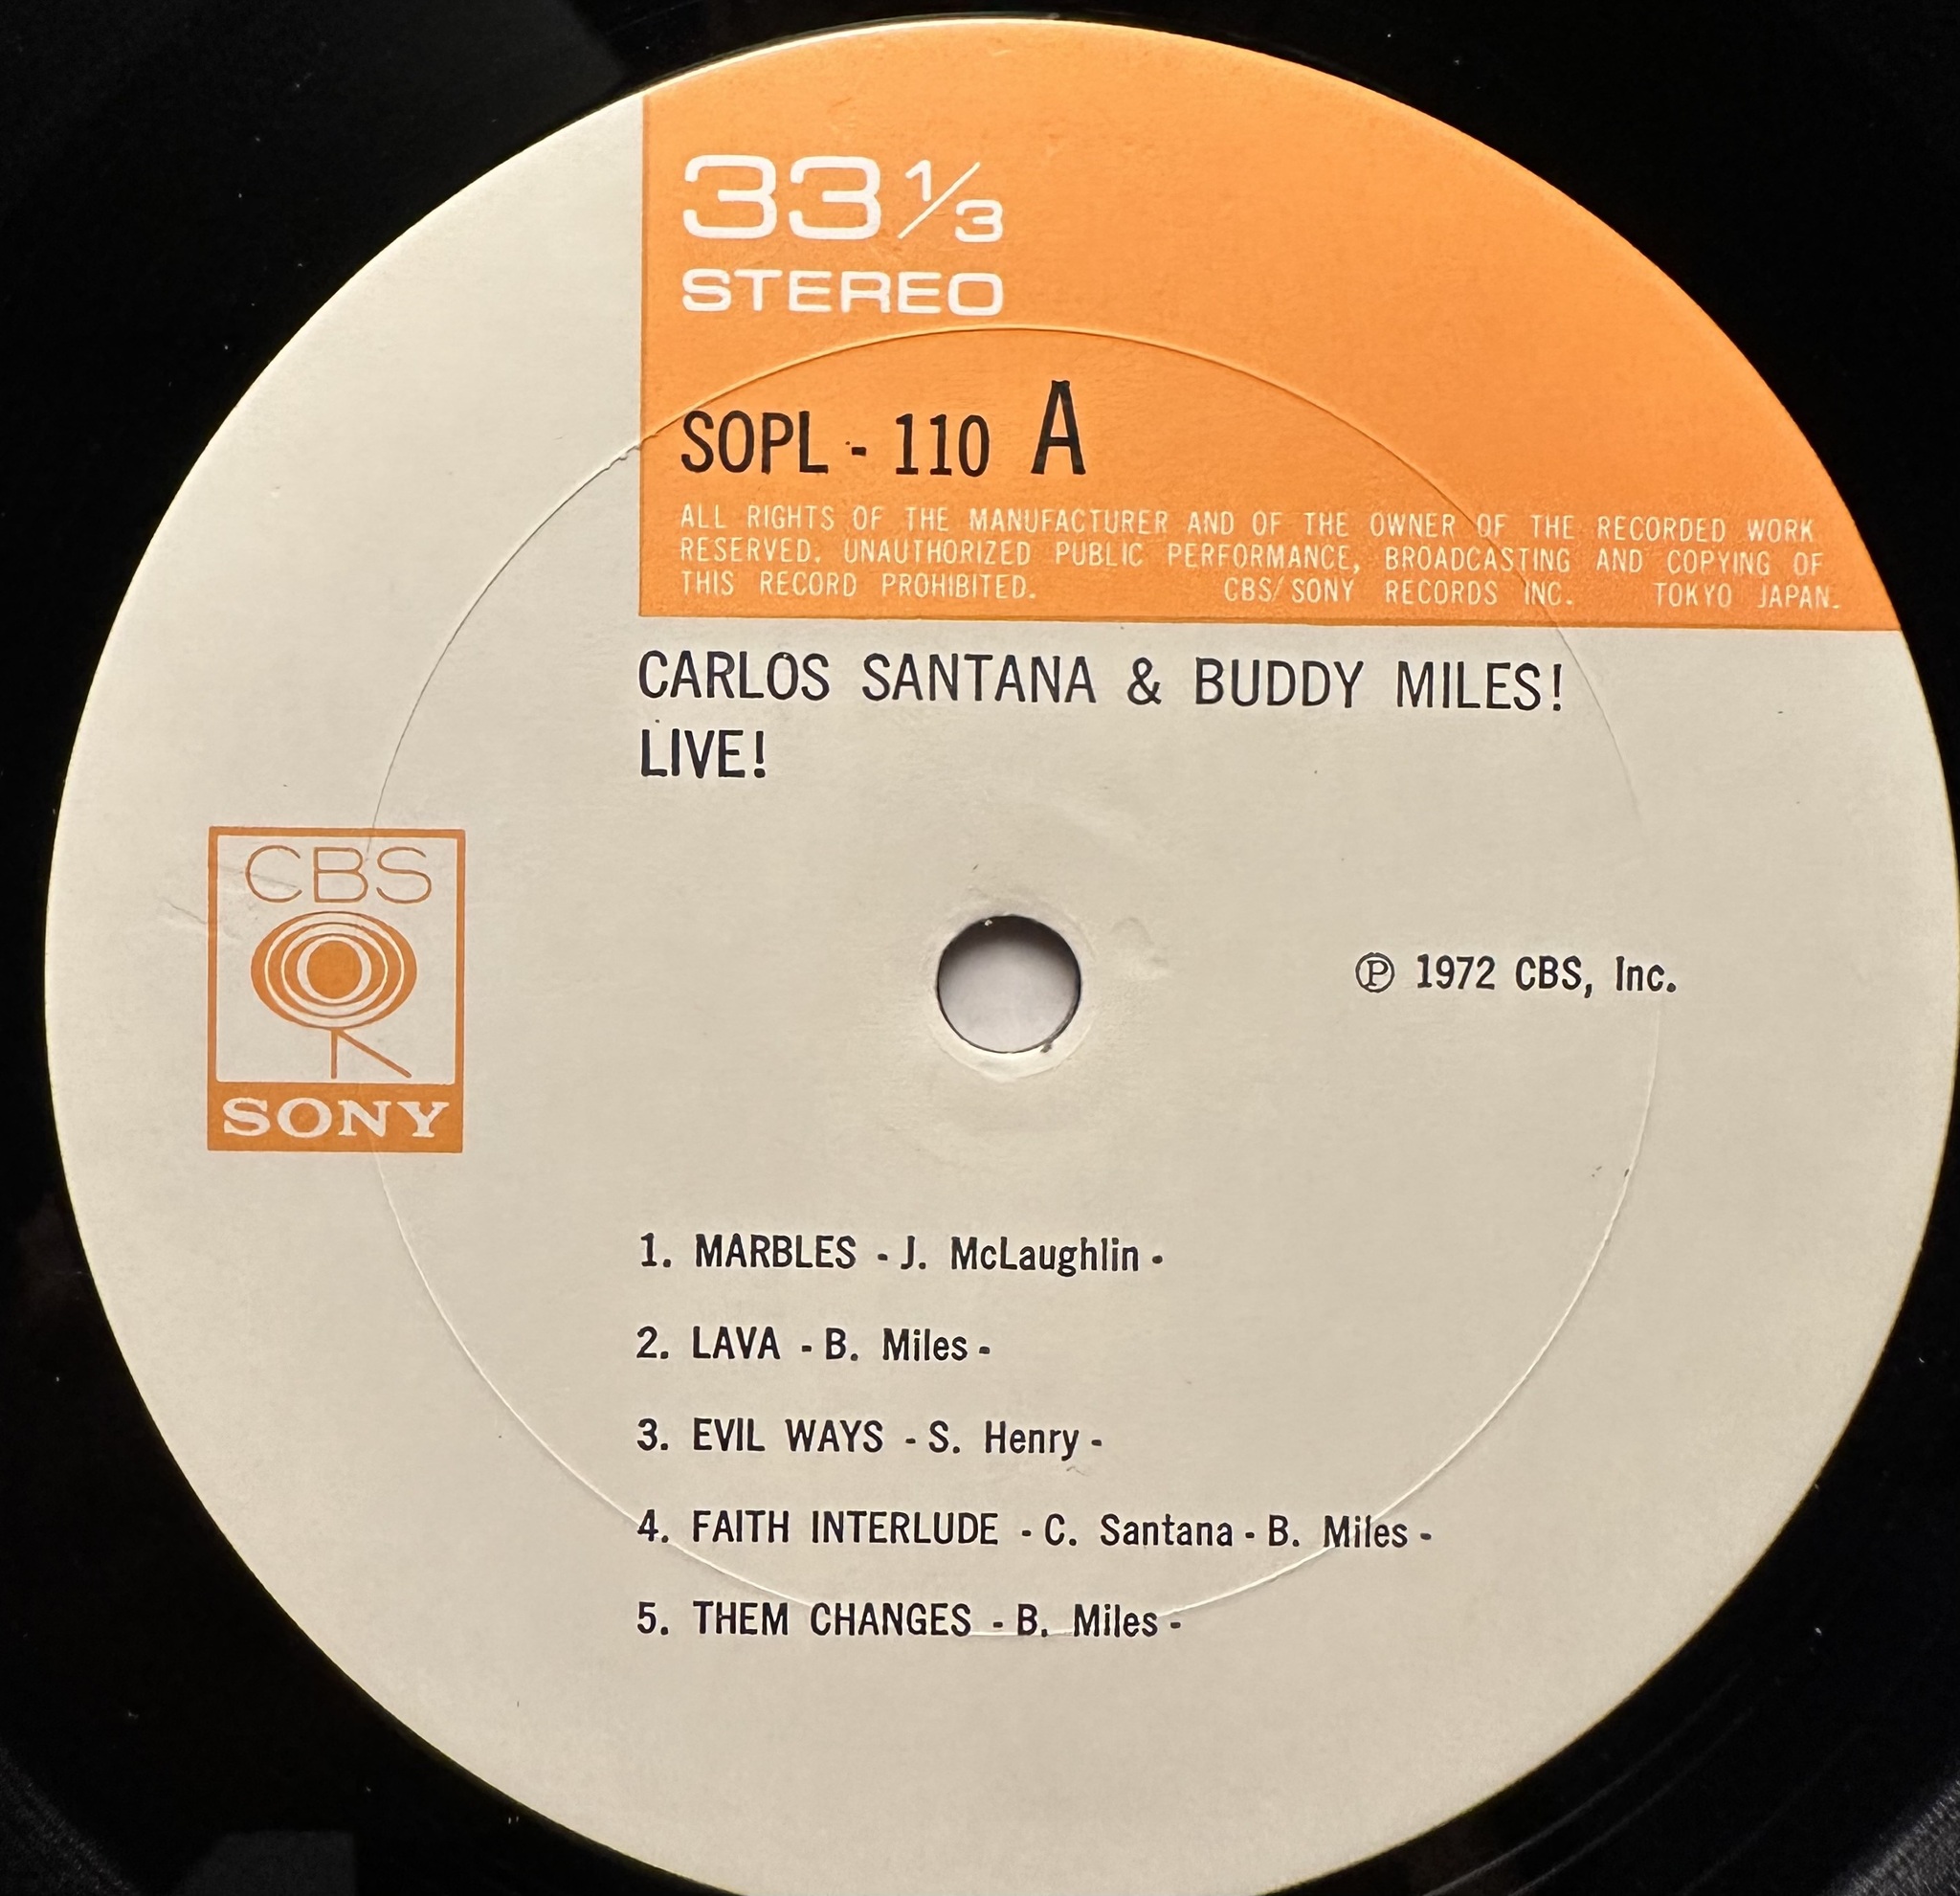 33 1/3
STEREO
SOPL - 110 A
ALL RIGHTS OF THE MANUFACTURER AND OF THE OWNER OF THE RECORDED WORK
RESERVED. UNAUTHORIZED PUBLIC PERFORMANCE, BROADCASTING AND COPYING OF
THIS RECORD PROHIBITED. CBS/SONY RECORDS INC. TOKYO JAPAN.
CARLOS SANTANA & BUDDY MILES!
LIVE!
CBS
SONY
Ⓟ 1972 CBS, Inc.
1. MARBLES - J. McLaughlin -
2. LAVA - B. Miles -
3. EVIL WAYS - S. Henry -
4. FAITH INTERLUDE - C. Santana - B. Miles -
5. THEM CHANGES - B. Miles -